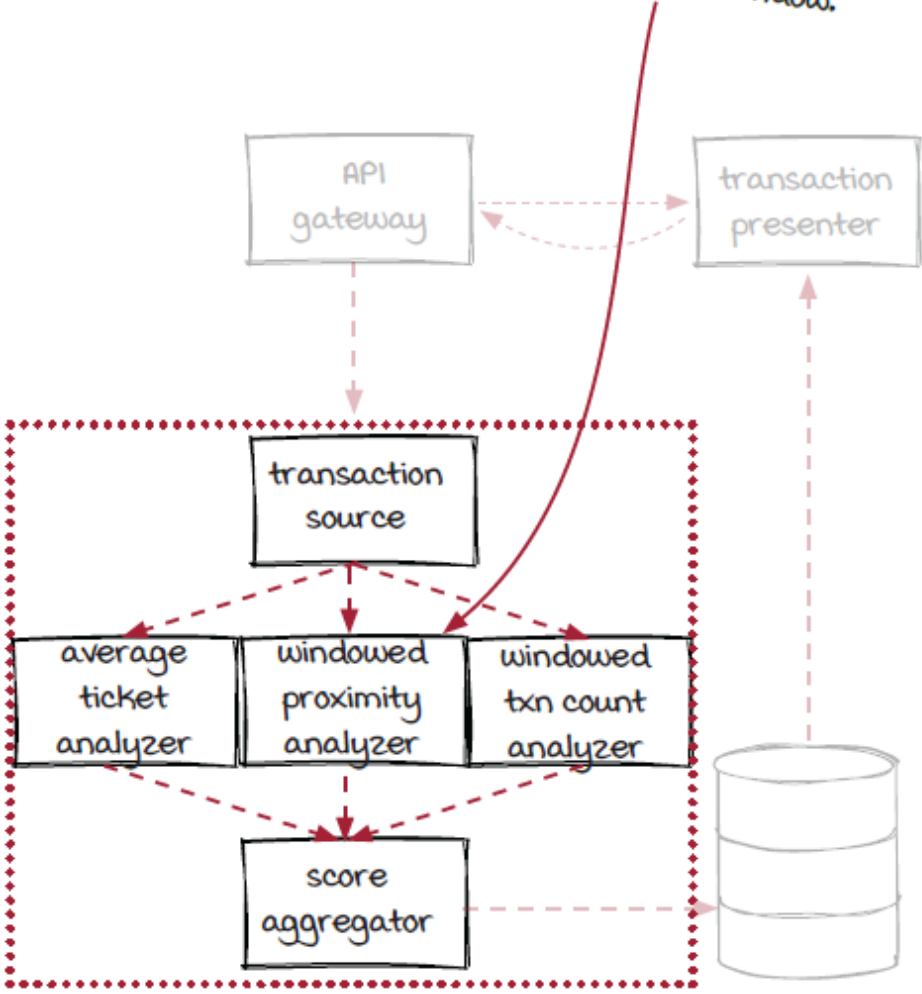 API
gateway
transaction
presenter
transaction
source
average
ticket
analyzer
windowed
proximity
analyzer
windowed
txn count
analyzer
score
aggregator